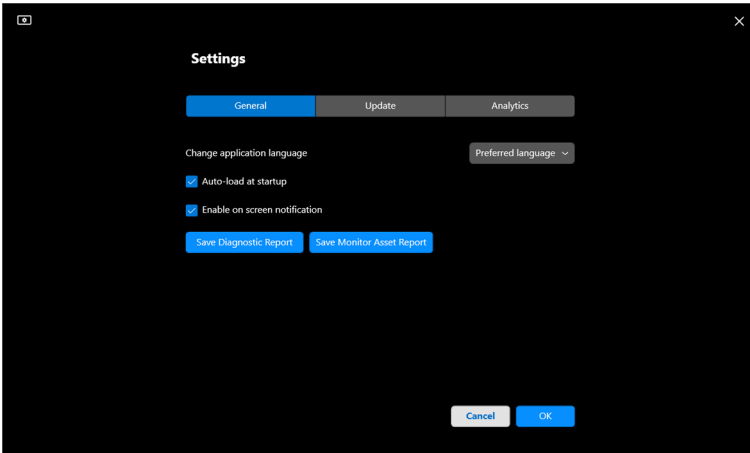 Settings
General
Update
Analytics
Change application language
Preferred language
Auto-load at startup
Enable on screen notification
Save Diagnostic Report
Save Monitor Asset Report
Cancel
OK